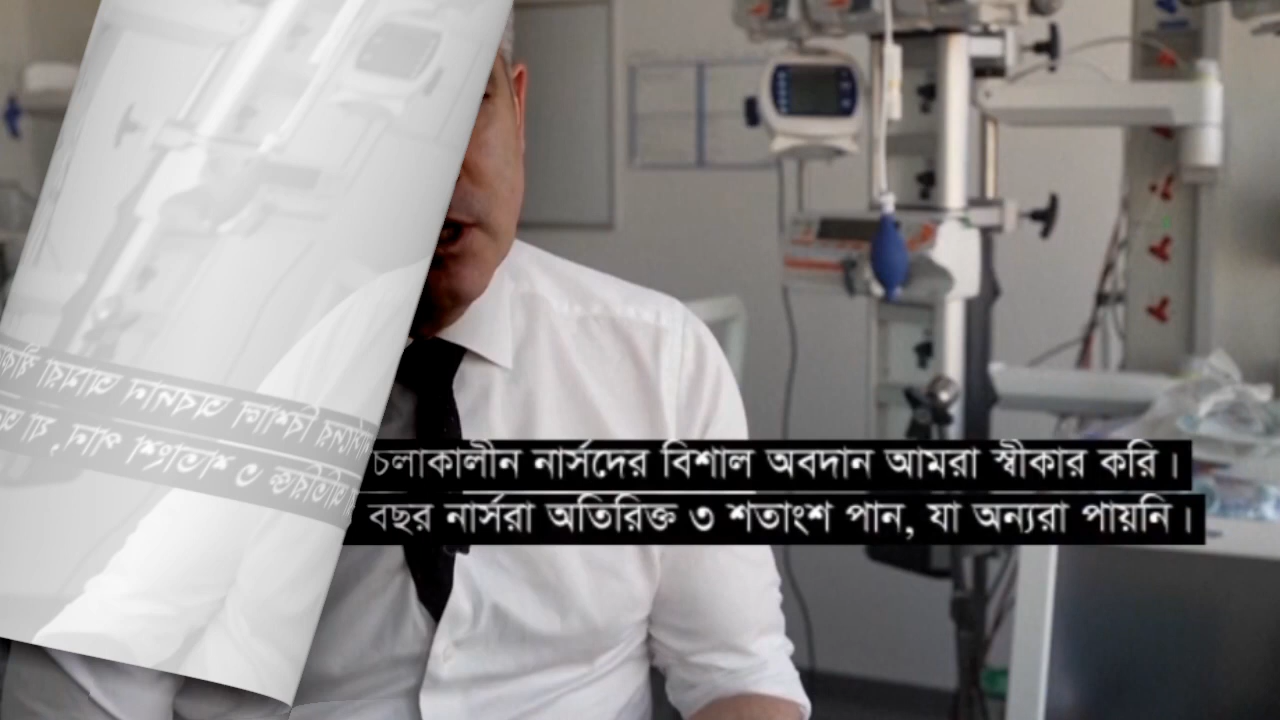 চলাকালীন নার্সদের বিশাল অবদান আমরা স্বীকার করি।
বছর নার্সরা অতিরিক্ত ৩ শতাংশ পান, যা অন্যরা পায়নি।